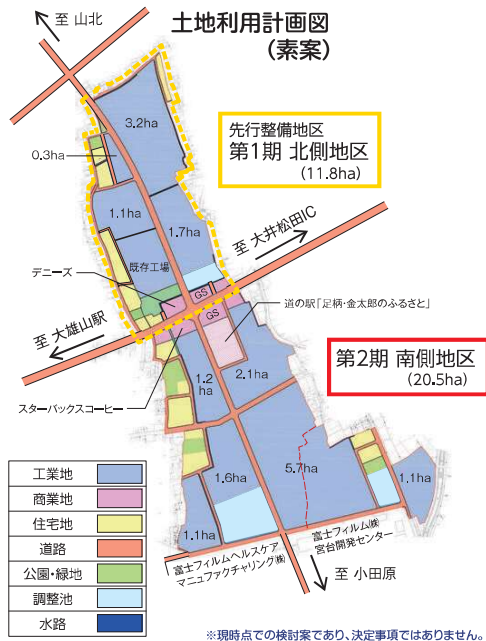 土地利用計画図
(素案)
至 山北
先行整備地区
第1期 北側地区
(11.8ha)
3.2ha
0.3ha
1.1ha
1.7ha
既存工場
至 大井松田IC
デニーズ
GS
GS
道の駅「足柄・金太郎のふるさと」
至 大雄山駅
第2期 南側地区
(20.5ha)
スターバックスコーヒー
1.2
ha
2.1ha
1.6ha
5.7ha
1.1ha
1.1ha
工業地
商業地
住宅地
道路
公園・緑地
調整池
水路
富士フイルムヘルスケア
マニュファクチャリング㈱
富士フイルム㈱
宮台開発センター
至 小田原
※現時点での検討案であり、決定事項ではありません。